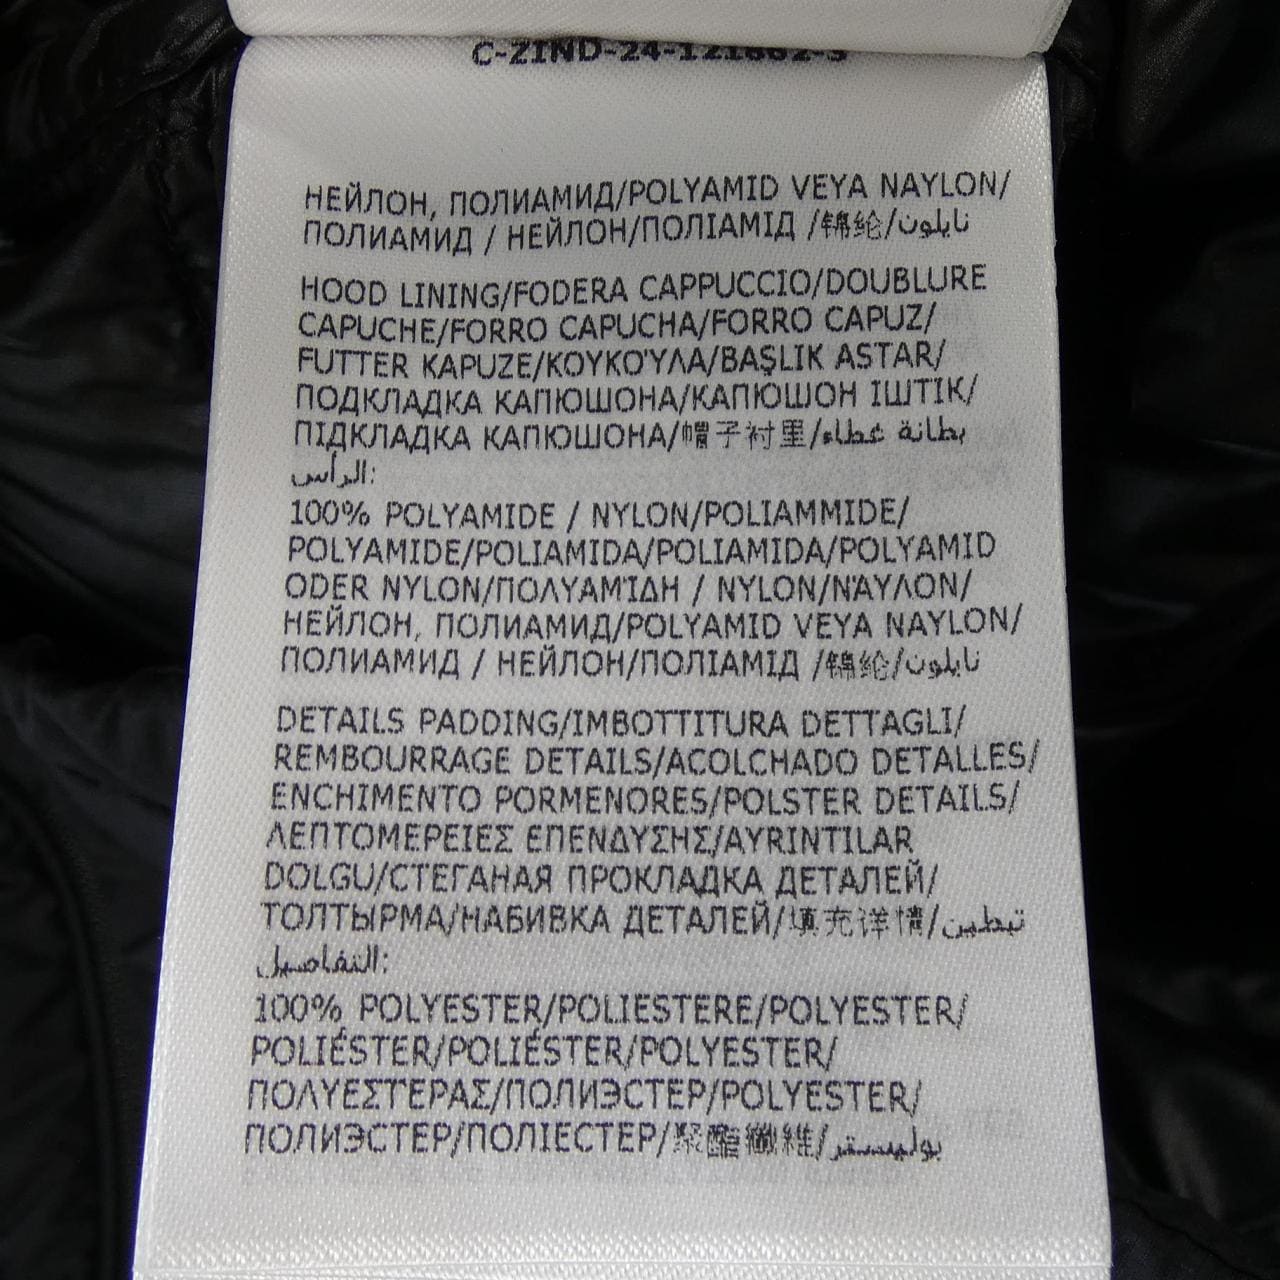 C-ZIND-24-121662-3
НЕЙЛОН, ПОЛИАМИД/POLYAMID VEYA NAYLON/
ПОЛИАМИД / НЕЙЛОН/ПОЛІАМІД /锦纶/نايلون
HOOD LINING/FODERA CAPPUCCIO/DOUBLURE
CAPUCHE/FORRO CAPUCHA/FORRO CAPUZ/
FUTTER KAPUZE/ΚΟΥΚΟΎΛΑ/BAŞLIK ASTAR/
ПОДКЛАДКА КАПЮШОНА/КАПЮШОН ІШТІК/
ПІДКЛАДКА КАПЮШОНА/帽子衬里/بطانة غطاء
الرأس:
100% POLYAMIDE / NYLON/POLIAMMIDE/
POLYAMIDE/POLIAMIDA/POLIAMIDA/POLYAMID
ODER NYLON/ΠΟΛΥΑΜΊΔΗ / NYLON/ΝΆΥΛΟΝ/
НЕЙЛОН, ПОЛИАМИД/POLYAMID VEYA NAYLON/
ПОЛИАМИД / НЕЙЛОН/ПОЛІАМІД /锦纶/نايلون
DETAILS PADDING/IMBOTTITURA DETTAGLI/
REMBOURRAGE DETAILS/ACOLCHADO DETALLES/
ENCHIMENTO PORMENORES/POLSTER DETAILS/
ΛΕΠΤΟΜΕΡΕΙΕΣ ΕΠΕΝΔΥΣΗΣ/AYRINTILAR
DOLGU/СТЕГАНАЯ ПРОКЛАДКА ДЕТАЛЕЙ/
ТОЛТЫРМА/НАБИВКА ДЕТАЛЕЙ/填充详情/تبطين
التفاصيل:
100% POLYESTER/POLIESTERE/POLYESTER/
POLIÉSTER/POLIÉSTER/POLYESTER/
ΠΟΛΥΕΣΤΈΡΑΣ/ПОЛИЭСТЕР/POLYESTER/
ПОЛИЭСТЕР/ПОЛІЕСТЕР/聚酯纖維/بوليستر